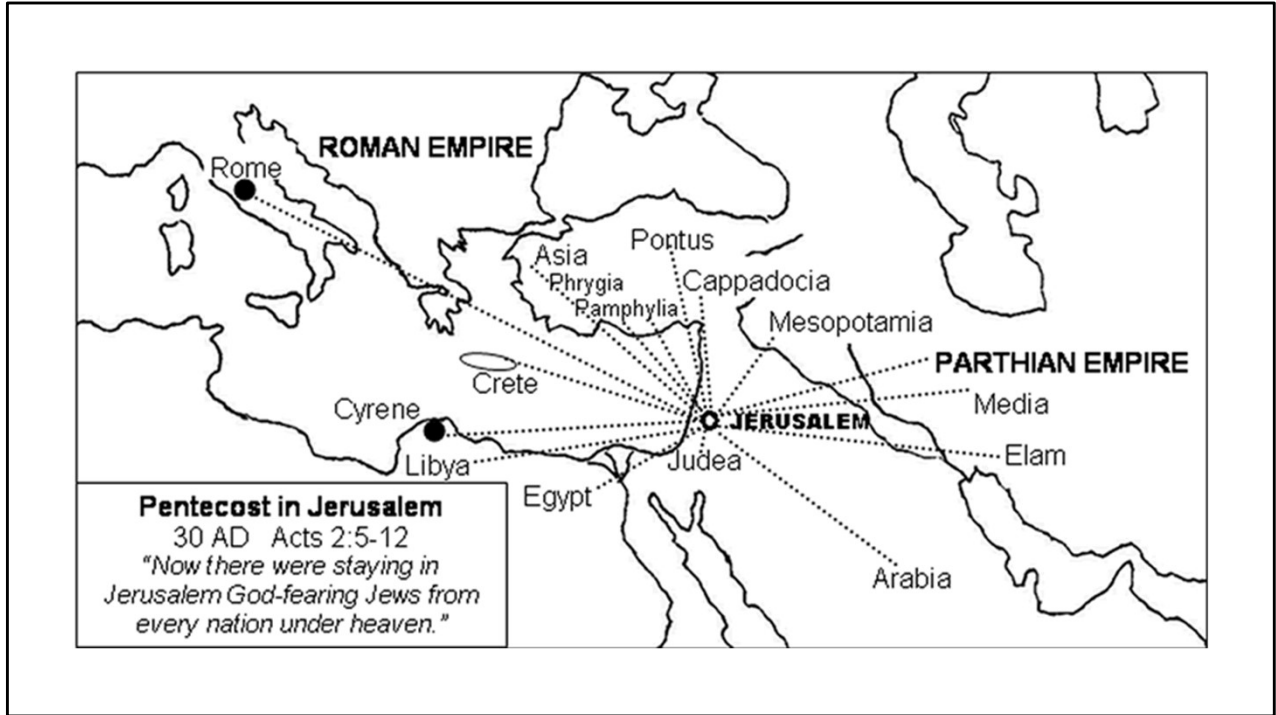 ROMAN EMPIRE
Rome
Asia
Pontus
Phrygia
Cappadocia
Pamphylia
Mesopotamia
PARTHIAN EMPIRE
Crete
Media
Cyrene
JERUSALEM
Libya
Judea
Elam
Egypt
Arabia
Pentecost in Jerusalem
30 AD Acts 2:5-12
“Now there were staying in
Jerusalem God-fearing Jews from
every nation under heaven.”